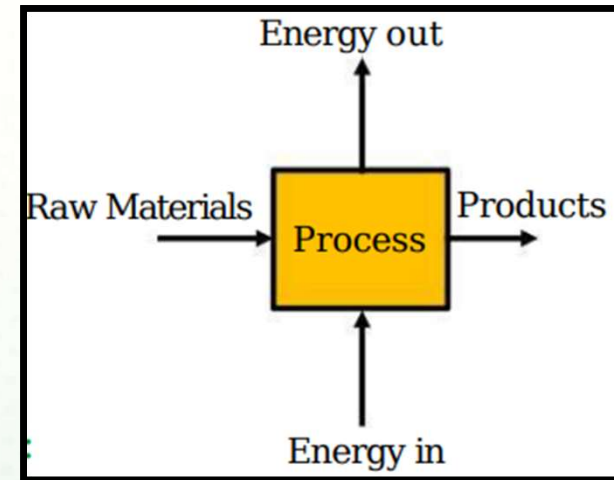 Energy out
Raw Materials
Products
Process
Energy in
: